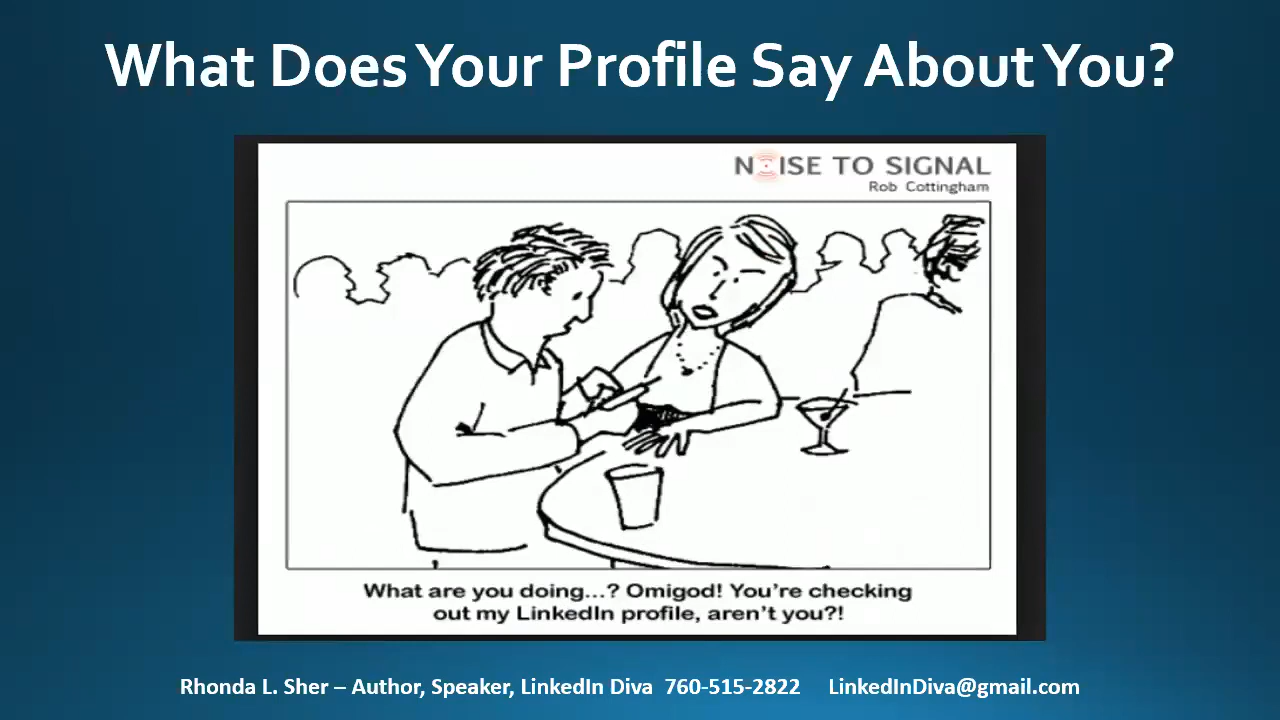 What Does Your Profile Say About You?
NOISE TO SIGNAL
Rob Cottingham
What are you doing...? Omigod! You're checking
out my LinkedIn profile, aren't you?!
Rhonda L. Sher – Author, Speaker, LinkedIn Diva 760-515-2822 LinkedInDiva@gmail.com